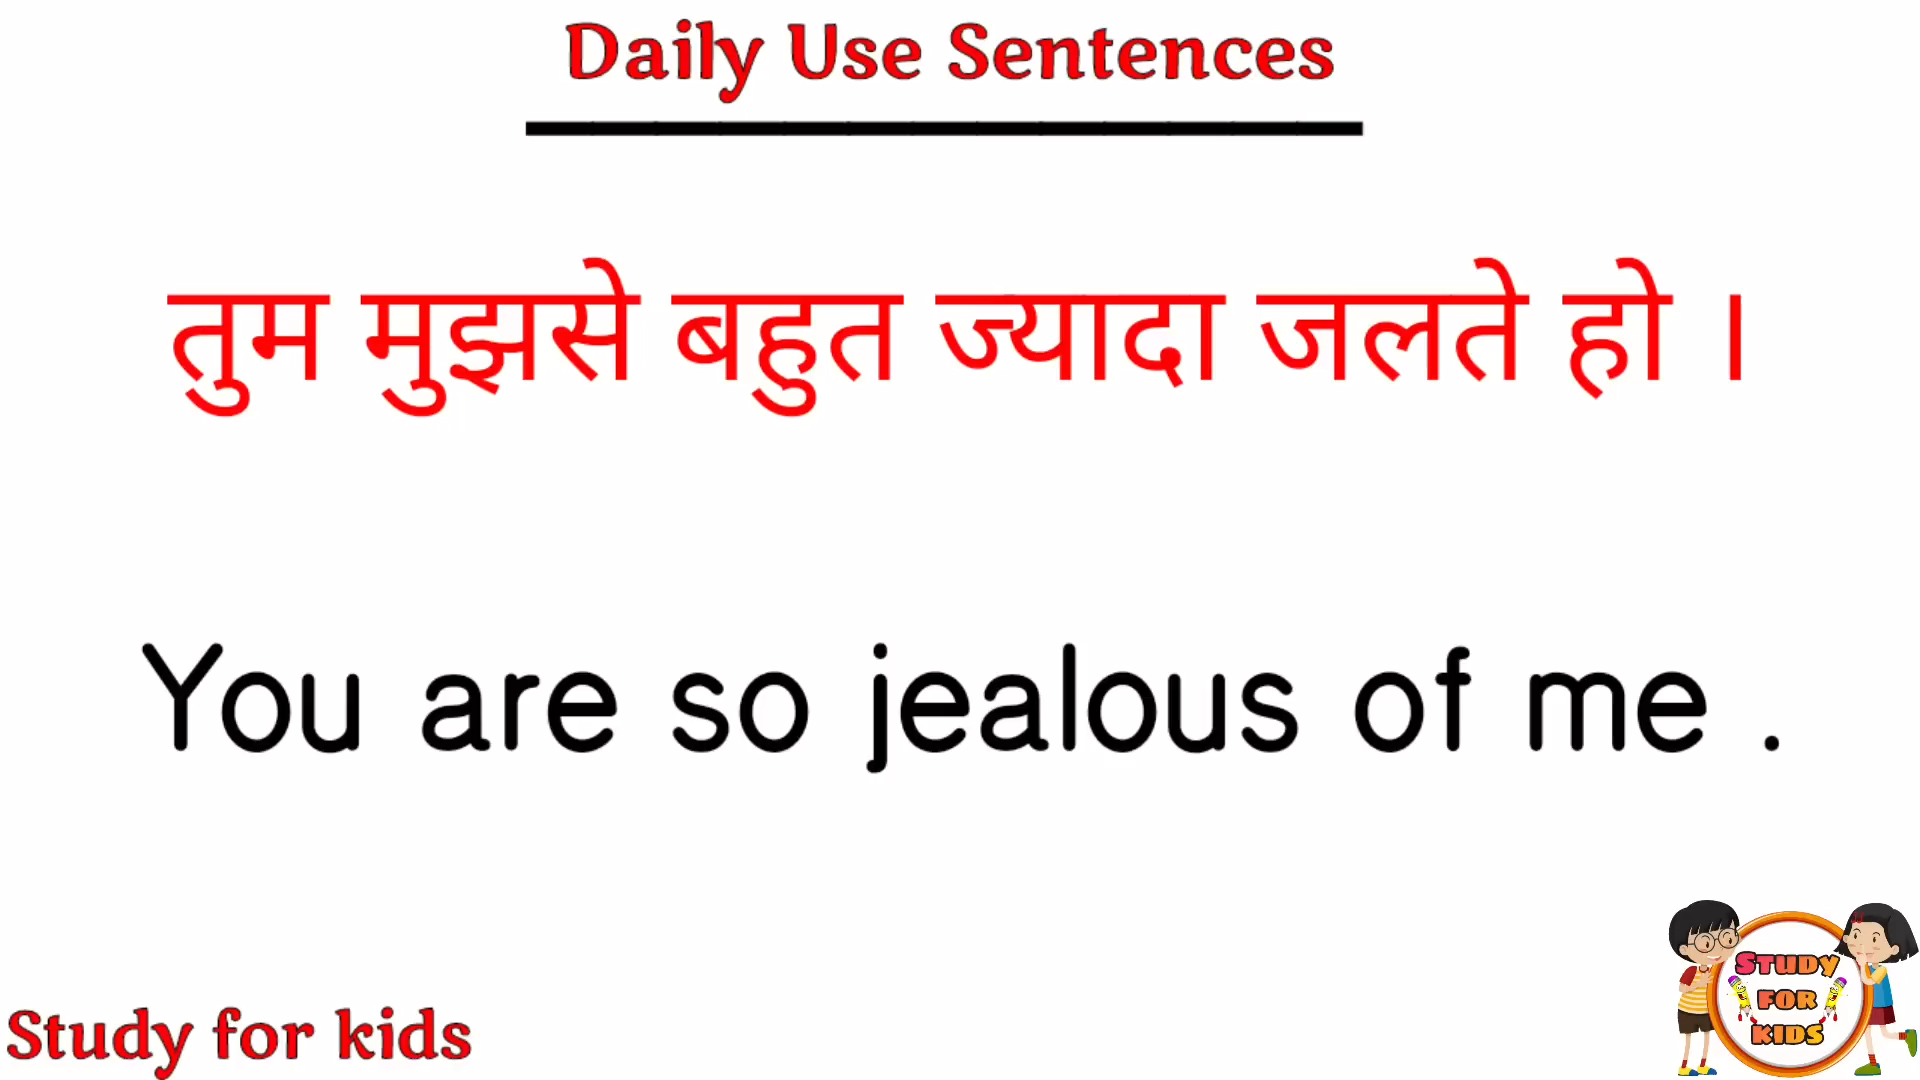 Daily Use Sentences
तुम मुझसे बहुत ज्यादा जलते हो ।
You are so jealous of me .
Study for kids
STUDY
FOR
KIDS